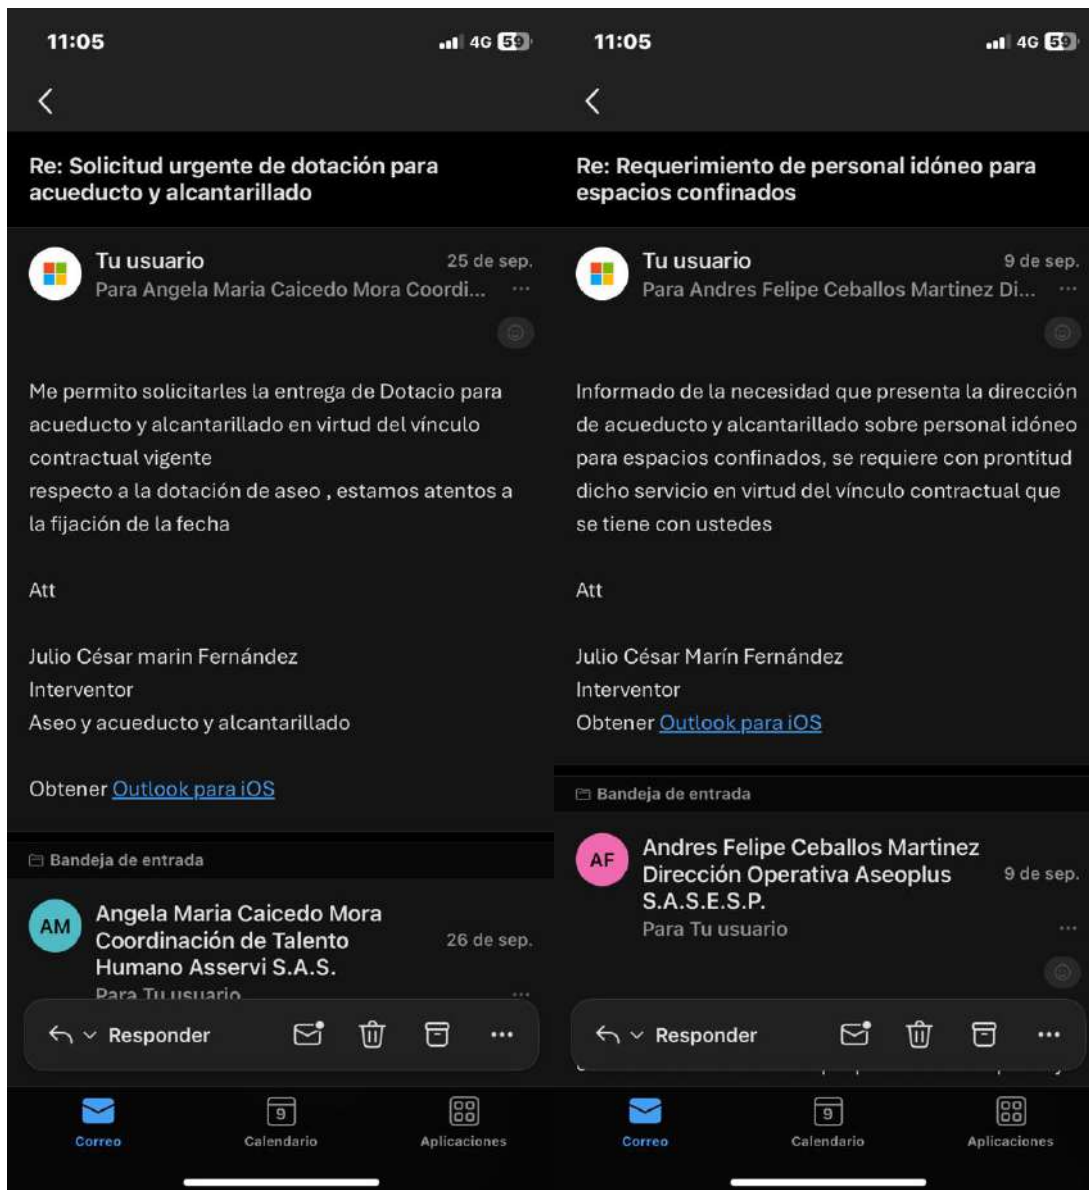 11:05
4G 59
Re: Solicitud urgente de dotación para
acueducto y alcantarillado
Tu usuario
25 de sep.
Para Angela Maria Caicedo Mora Coordi...
Me permito solicitarles la entrega de Dotacio para
acueducto y alcantarillado en virtud del vínculo
contractual vigente
respecto a la dotación de aseo , estamos atentos a
la fijación de la fecha
Att
Julio César marin Fernández
Interventor
Aseo y acueducto y alcantarillado
Obtener Outlook para iOS
Bandeja de entrada
AM
Angela Maria Caicedo Mora
Coordinación de Talento
Humano Asservi S.A.S.
26 de sep.
Para Tu usuario
Responder
Correo
9
Calendario
Aplicaciones
11:05
4G 59
Re: Requerimiento de personal idóneo para
espacios confinados
Tu usuario
9 de sep.
Para Andres Felipe Ceballos Martinez Di...
Informado de la necesidad que presenta la dirección
de acueducto y alcantarillado sobre personal idóneo
para espacios confinados, se requiere con prontitud
dicho servicio en virtud del vínculo contractual que
se tiene con ustedes
Att
Julio César Marín Fernández
Interventor
Obtener Outlook para iOS
Bandeja de entrada
AF
Andres Felipe Ceballos Martinez
Dirección Operativa Aseoplus
S.A.S.E.S.P.
9 de sep.
Para Tu usuario
Responder
Correo
9
Calendario
Aplicaciones